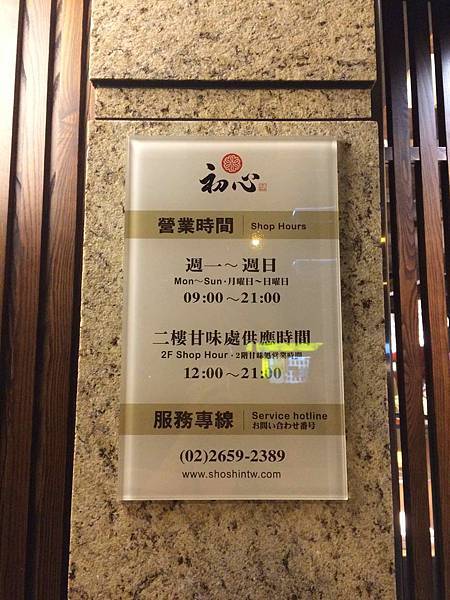 初心
營業時間 Shop Hours
週一～週日
Mon～Sun・月曜日～日曜日
09:00～21:00
二樓甘味處供應時間
2F Shop Hour・2階甘味処営業時間
12:00～21:00
服務專線 Service hotline
お問い合わせ番号
(02)2659-2389
www.shoshintw.com